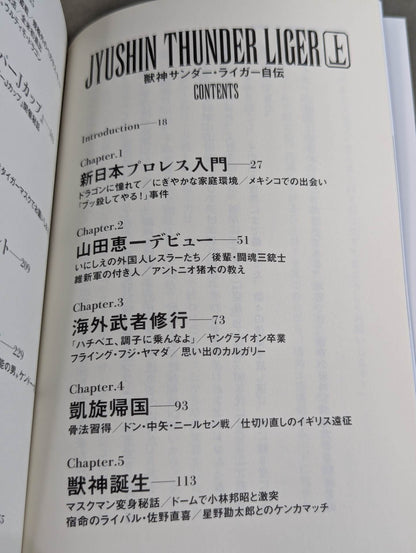 JYUSHIN THUNDER LIGER 上
獣神サンダー・ライガー自伝
CONTENTS
Introduction—18
Chapter.1
新日本プロレス入門—27
ドラゴンに憧れて／にぎやかな家庭環境／メキシコでの出会い
「ブッ殺してやる！」事件
Chapter.2
山田恵一デビュー—51
いにしえの外国人レスラーたち／後輩・闘魂三銃士
維新軍の付き人／アントニオ猪木の教え
Chapter.3
海外武者修行—73
「ハチベエ、調子に乗んなよ」／ヤングライオン卒業
フライング・フジ・ヤマダ／思い出のカルガリー
Chapter.4
凱旋帰国—93
骨法習得／ドン・中矢・ニールセン戦／仕切り直しのイギリス遠征
Chapter.5
獣神誕生—113
マスクマン変身秘話／ドームで小林邦昭と激突
宿命のライバル・佐野直喜／星野勘太郎とのケンカマッチ
209
229